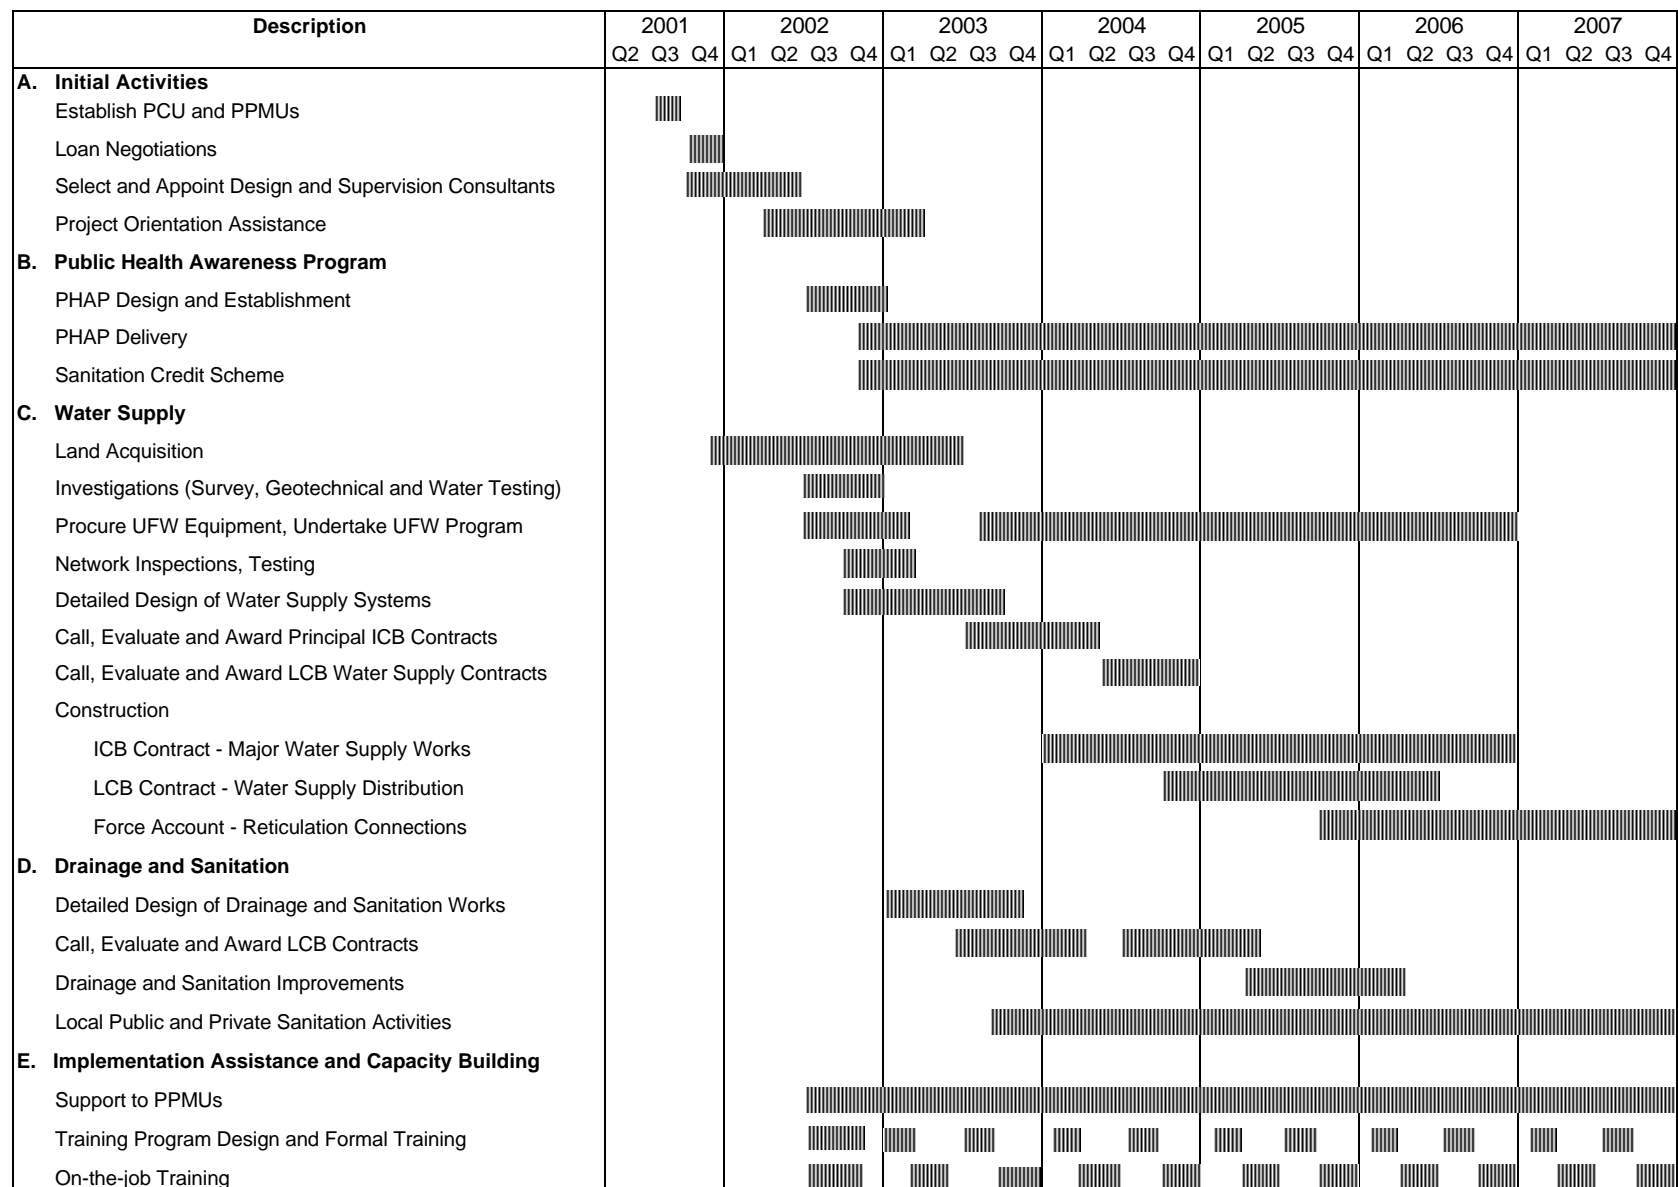 Description 2001 2002 2003 2004 2005 2006 2007
Q2 Q3 Q4 Q1 Q2 Q3 Q4 Q1 Q2 Q3 Q4 Q1 Q2 Q3 Q4 Q1 Q2 Q3 Q4 Q1 Q2 Q3 Q4 Q1 Q2 Q3 Q4
A. Initial Activities
Establish PCU and PPMUs
Loan Negotiations
Select and Appoint Design and Supervision Consultants
Project Orientation Assistance
B. Public Health Awareness Program
PHAP Design and Establishment
PHAP Delivery
Sanitation Credit Scheme
C. Water Supply
Land Acquisition
Investigations (Survey, Geotechnical and Water Testing)
Procure UFW Equipment, Undertake UFW Program
Network Inspections, Testing
Detailed Design of Water Supply Systems
Call, Evaluate and Award Principal ICB Contracts
Call, Evaluate and Award LCB Water Supply Contracts
Construction
ICB Contract - Major Water Supply Works
LCB Contract - Water Supply Distribution
Force Account - Reticulation Connections
D. Drainage and Sanitation
Detailed Design of Drainage and Sanitation Works
Call, Evaluate and Award LCB Contracts
Drainage and Sanitation Improvements
Local Public and Private Sanitation Activities
E. Implementation Assistance and Capacity Building
Support to PPMUs
Training Program Design and Formal Training
On-the-job Training